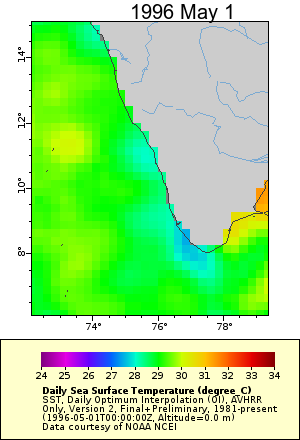 1996 May 1
14°
12°
10°
8°
74°
76°
78°
24 25 26 27 28 29 30 31 32 33 34
Daily Sea Surface Temperature (degree_C)
SST, Daily Optimum Interpolation (OI), AVHRR
Only, Version 2, Final+Preliminary, 1981-present
(1996-05-01T00:00:00Z, Altitude=0.0 m)
Data courtesy of NOAA NCEI